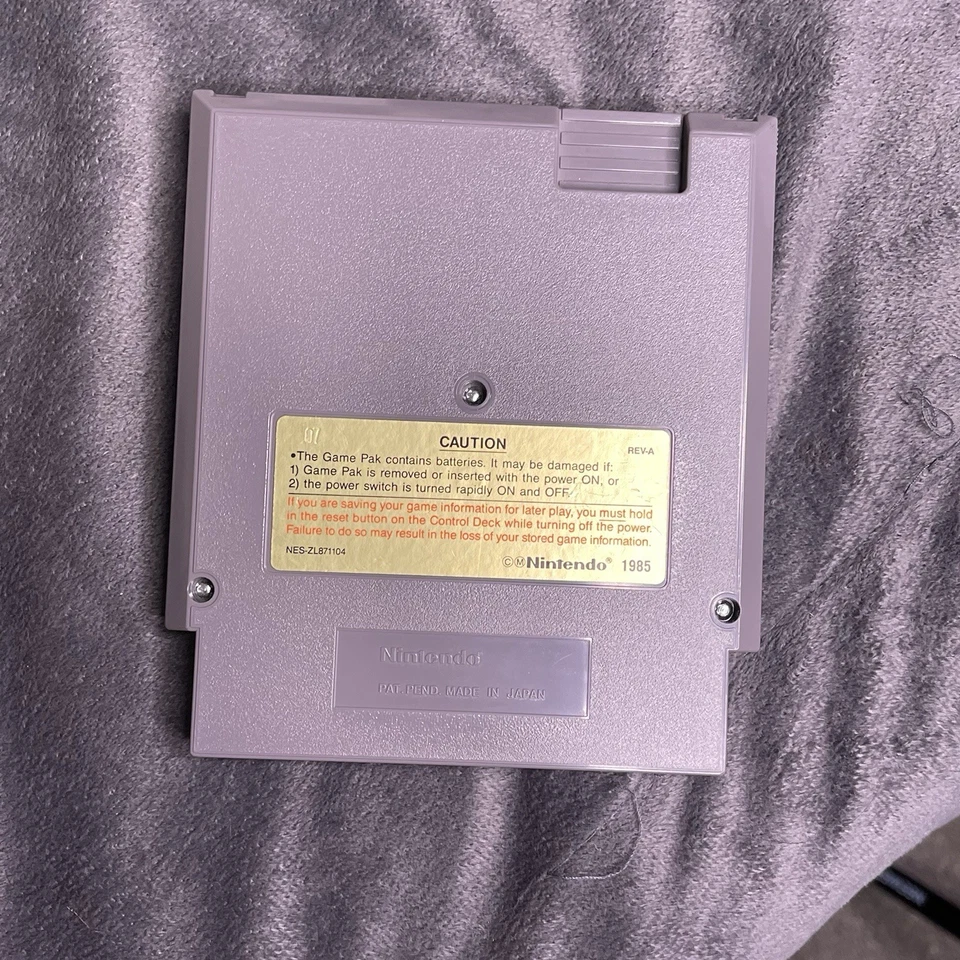 07
CAUTION
REV-A
•The Game Pak contains batteries. It may be damaged if:
1) Game Pak is removed or inserted with the power ON, or
2) the power switch is turned rapidly ON and OFF.
If you are saving your game information for later play, you must hold
in the reset button on the Control Deck while turning off the power.
Failure to do so may result in the loss of your stored game information.
NES-ZL871104
ⒸⓂNintendo® 1985
Nintendo®
PAT. PEND. MADE IN JAPAN